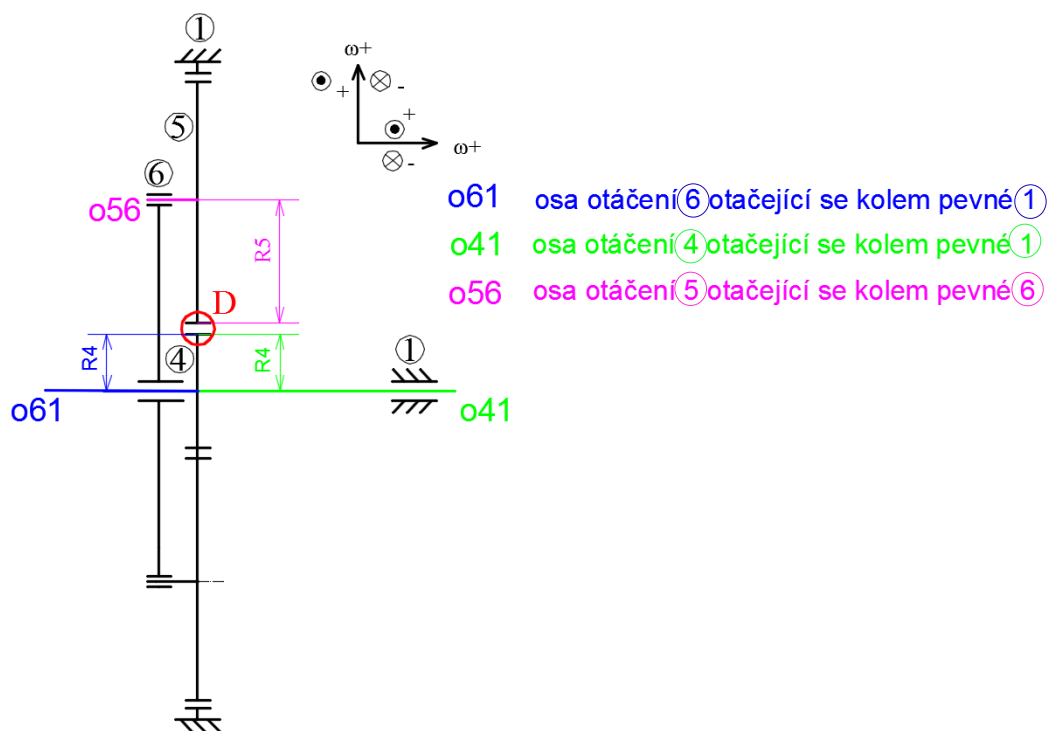 1
ω+
+
-
5
+
6
ω+
-
o61 osa otáčení 6 otačející se kolem pevné 1
o56
R5
o41 osa otáčení 4 otačející se kolem pevné 1
o56 osa otáčení 5 otačející se kolem pevné 6
D
R4
4
R4
1
o61
o41